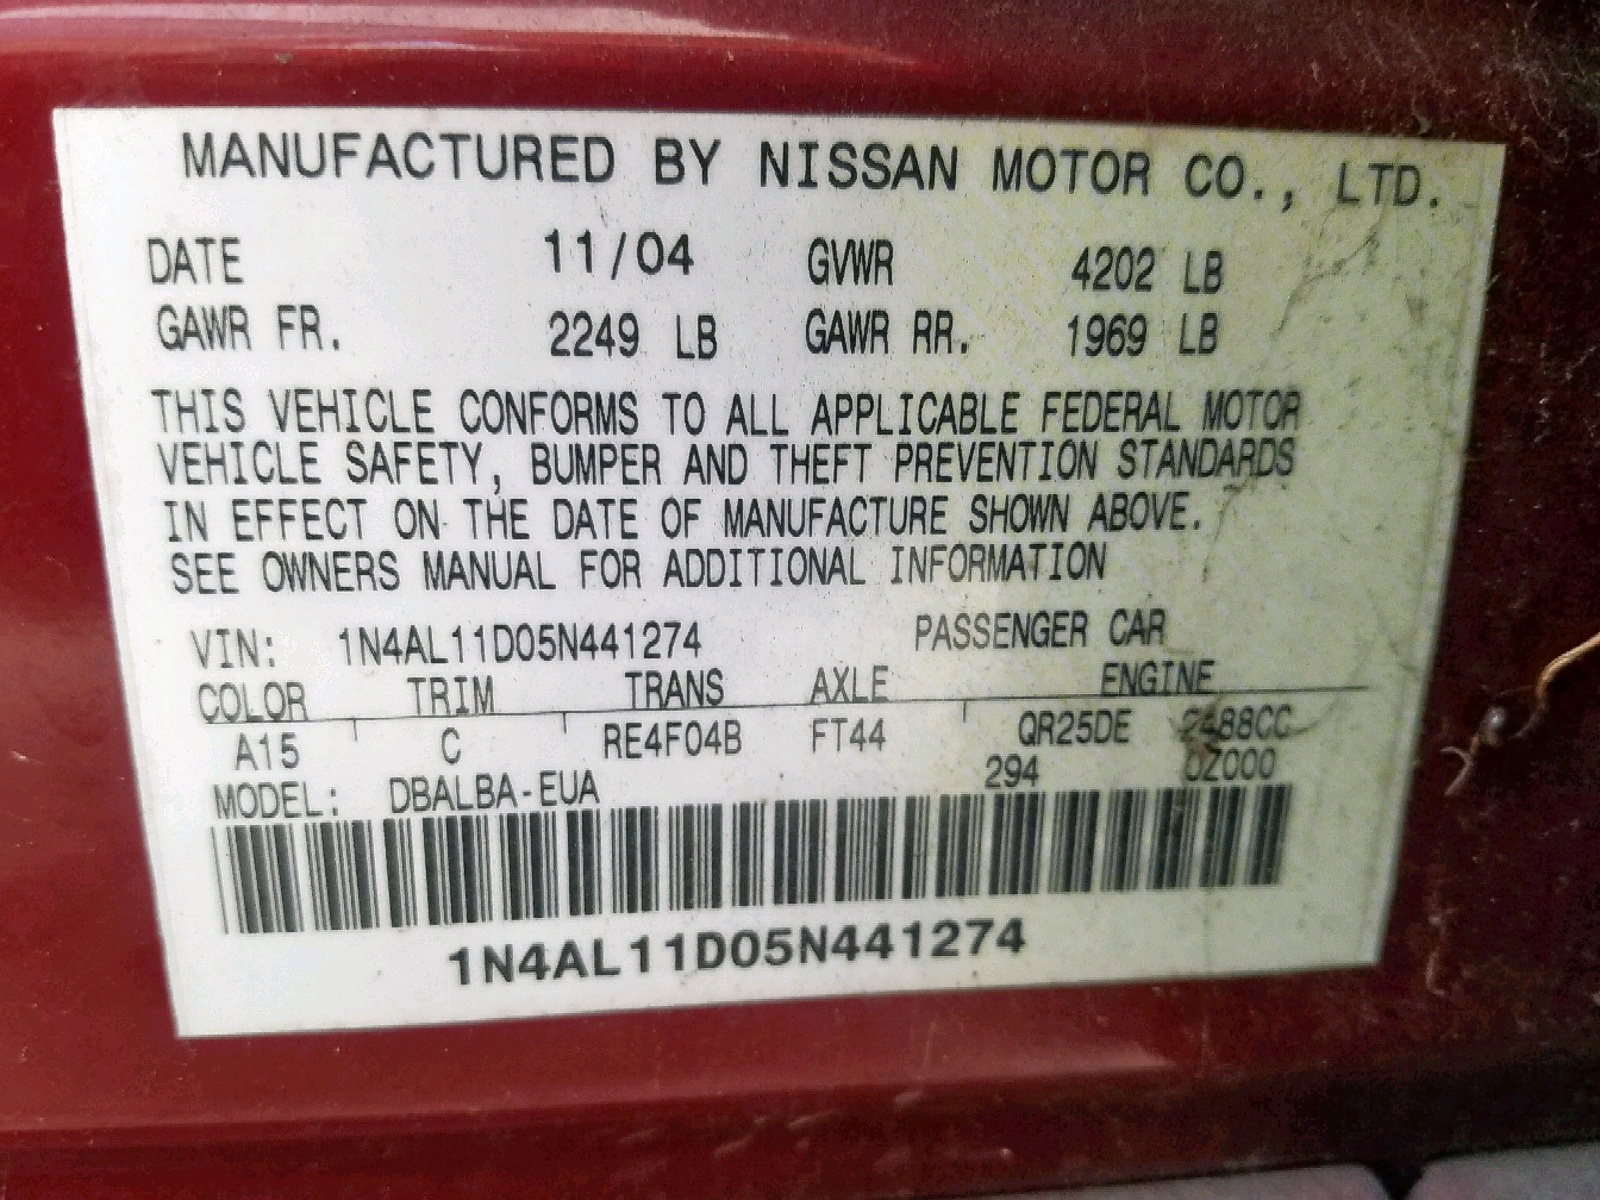 MANUFACTURED BY NISSAN MOTOR CO., LTD.
DATE 11/04 GVWR 4202 LB
GAWR FR. 2249 LB GAWR RR. 1969 LB
THIS VEHICLE CONFORMS TO ALL APPLICABLE FEDERAL MOTOR
VEHICLE SAFETY, BUMPER AND THEFT PREVENTION STANDARDS
IN EFFECT ON THE DATE OF MANUFACTURE SHOWN ABOVE.
SEE OWNERS MANUAL FOR ADDITIONAL INFORMATION
VIN: 1N4AL11D05N441274 PASSENGER CAR
COLOR TRIM TRANS AXLE ENGINE
A15 C RE4F04B FT44 QR25DE 2488CC
294 0Z000
MODEL: DBALBA-EUA
1N4AL11D05N441274